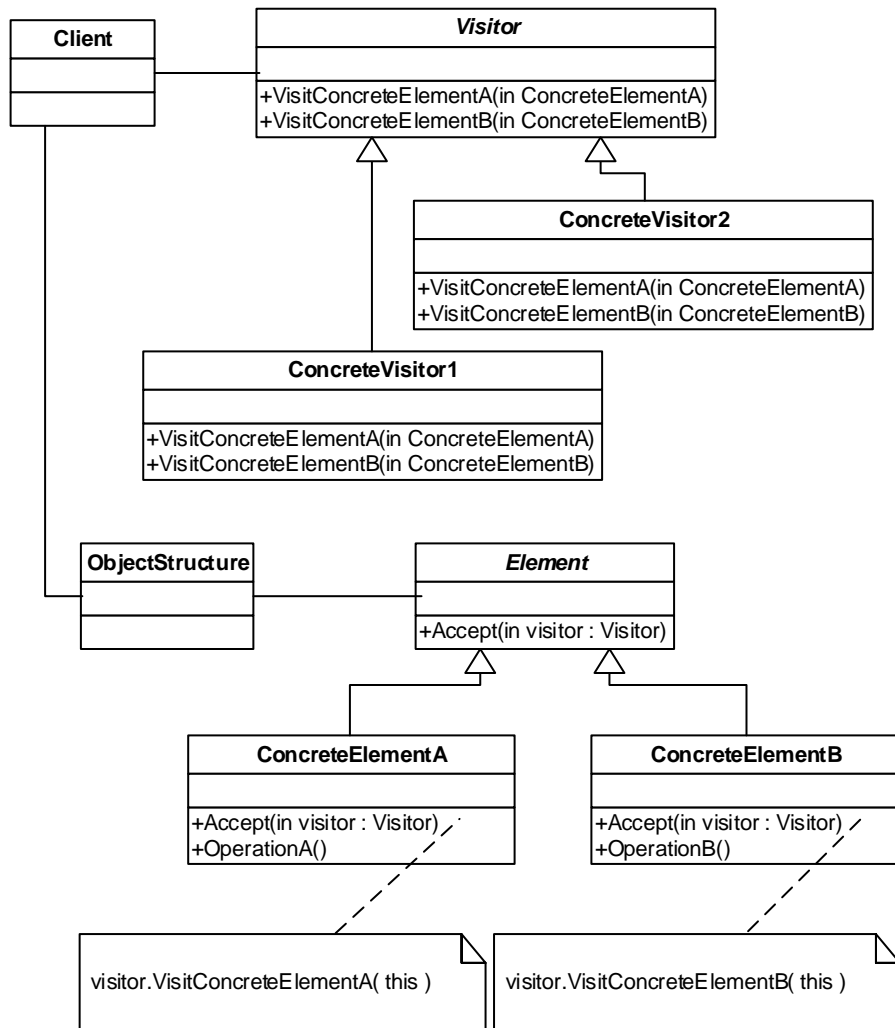 Client
Visitor
+VisitConcreteElementA(in ConcreteElementA)
+VisitConcreteElementB(in ConcreteElementB)
ConcreteVisitor2
+VisitConcreteElementA(in ConcreteElementA)
+VisitConcreteElementB(in ConcreteElementB)
ConcreteVisitor1
+VisitConcreteElementA(in ConcreteElementA)
+VisitConcreteElementB(in ConcreteElementB)
ObjectStructure
Element
+Accept(in visitor : Visitor)
ConcreteElementA
+Accept(in visitor : Visitor)
+OperationA()
ConcreteElementB
+Accept(in visitor : Visitor)
+OperationB()
visitor.VisitConcreteElementA( this )
visitor.VisitConcreteElementB( this )